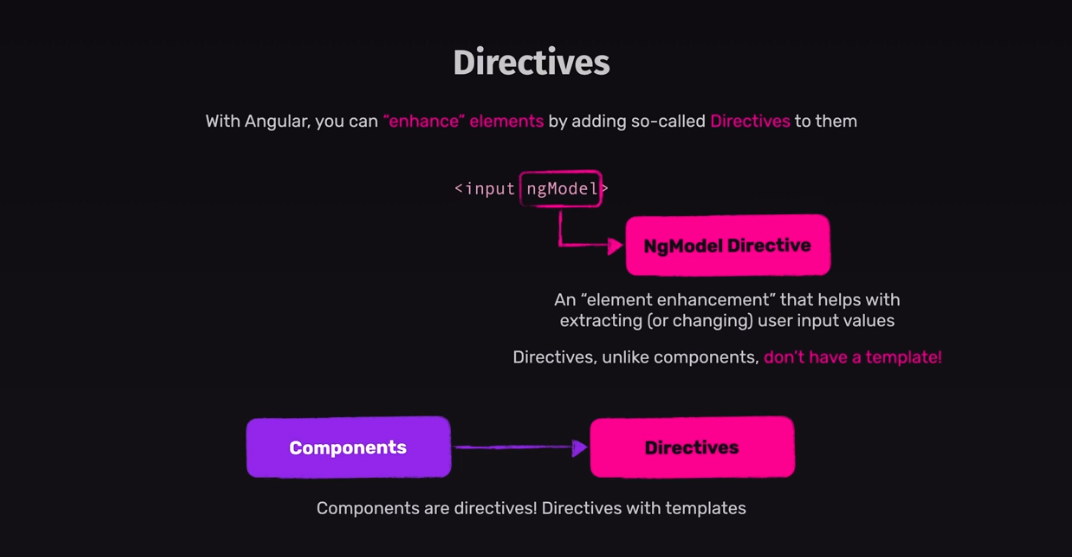 Directives
With Angular, you can “enhance” elements by adding so-called Directives to them
<input ngModel>
NgModel Directive
An “element enhancement” that helps with
extracting (or changing) user input values
Directives, unlike components, don’t have a template!
Components
Directives
Components are directives! Directives with templates